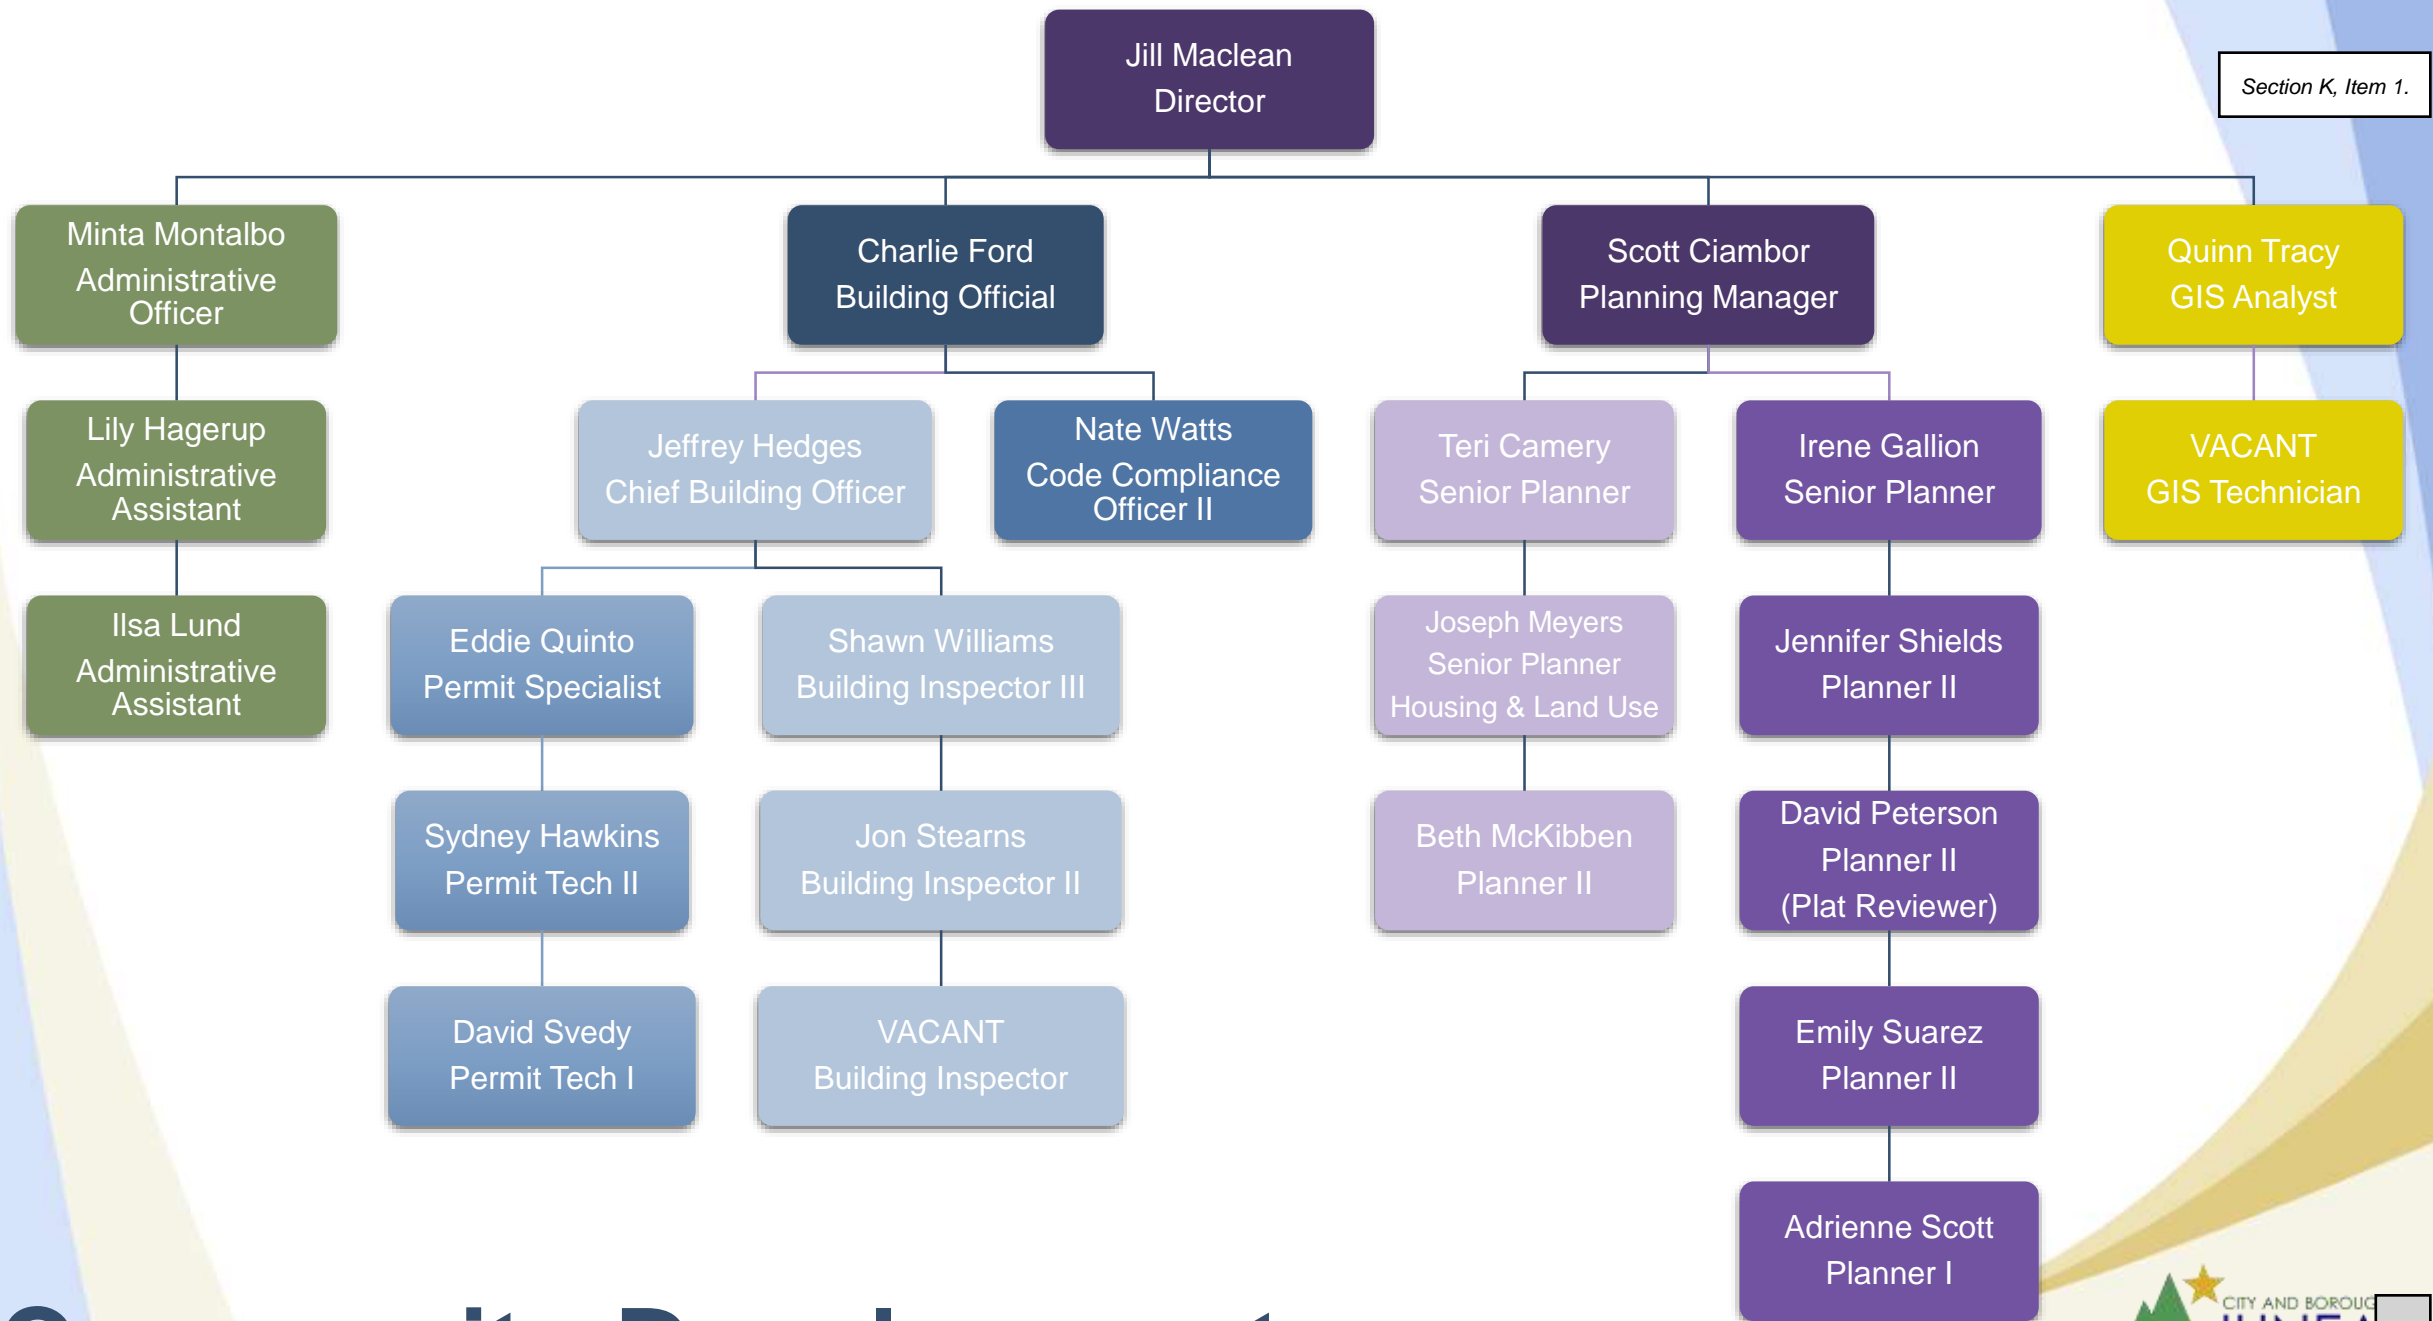 Jill Maclean
Director
Section K, Item 1.
Minta Montalbo
Administrative
Officer
Charlie Ford
Building Official
Scott Ciambor
Planning Manager
Quinn Tracy
GIS Analyst
Lily Hagerup
Administrative
Assistant
Jeffrey Hedges
Chief Building Officer
Nate Watts
Code Compliance
Officer II
Teri Camery
Senior Planner
Irene Gallion
Senior Planner
VACANT
GIS Technician
Ilsa Lund
Administrative
Assistant
Eddie Quinto
Permit Specialist
Shawn Williams
Building Inspector III
Joseph Meyers
Senior Planner
Housing & Land Use
Jennifer Shields
Planner II
Sydney Hawkins
Permit Tech II
Jon Stearns
Building Inspector II
Beth McKibben
Planner II
David Peterson
Planner II
(Plat Reviewer)
David Svedy
Permit Tech I
VACANT
Building Inspector
Emily Suarez
Planner II
Adrienne Scott
Planner I
CITY AND